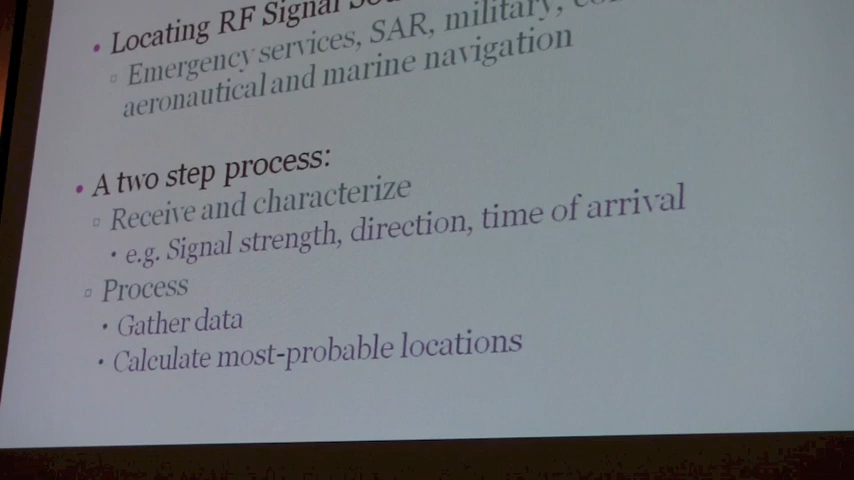 • Locating RF Signal
▫ Emergency services, SAR, military,
aeronautical and marine navigation
• A two step process:
▫ Receive and characterize
• e.g. Signal strength, direction, time of arrival
▫ Process
• Gather data
• Calculate most-probable locations